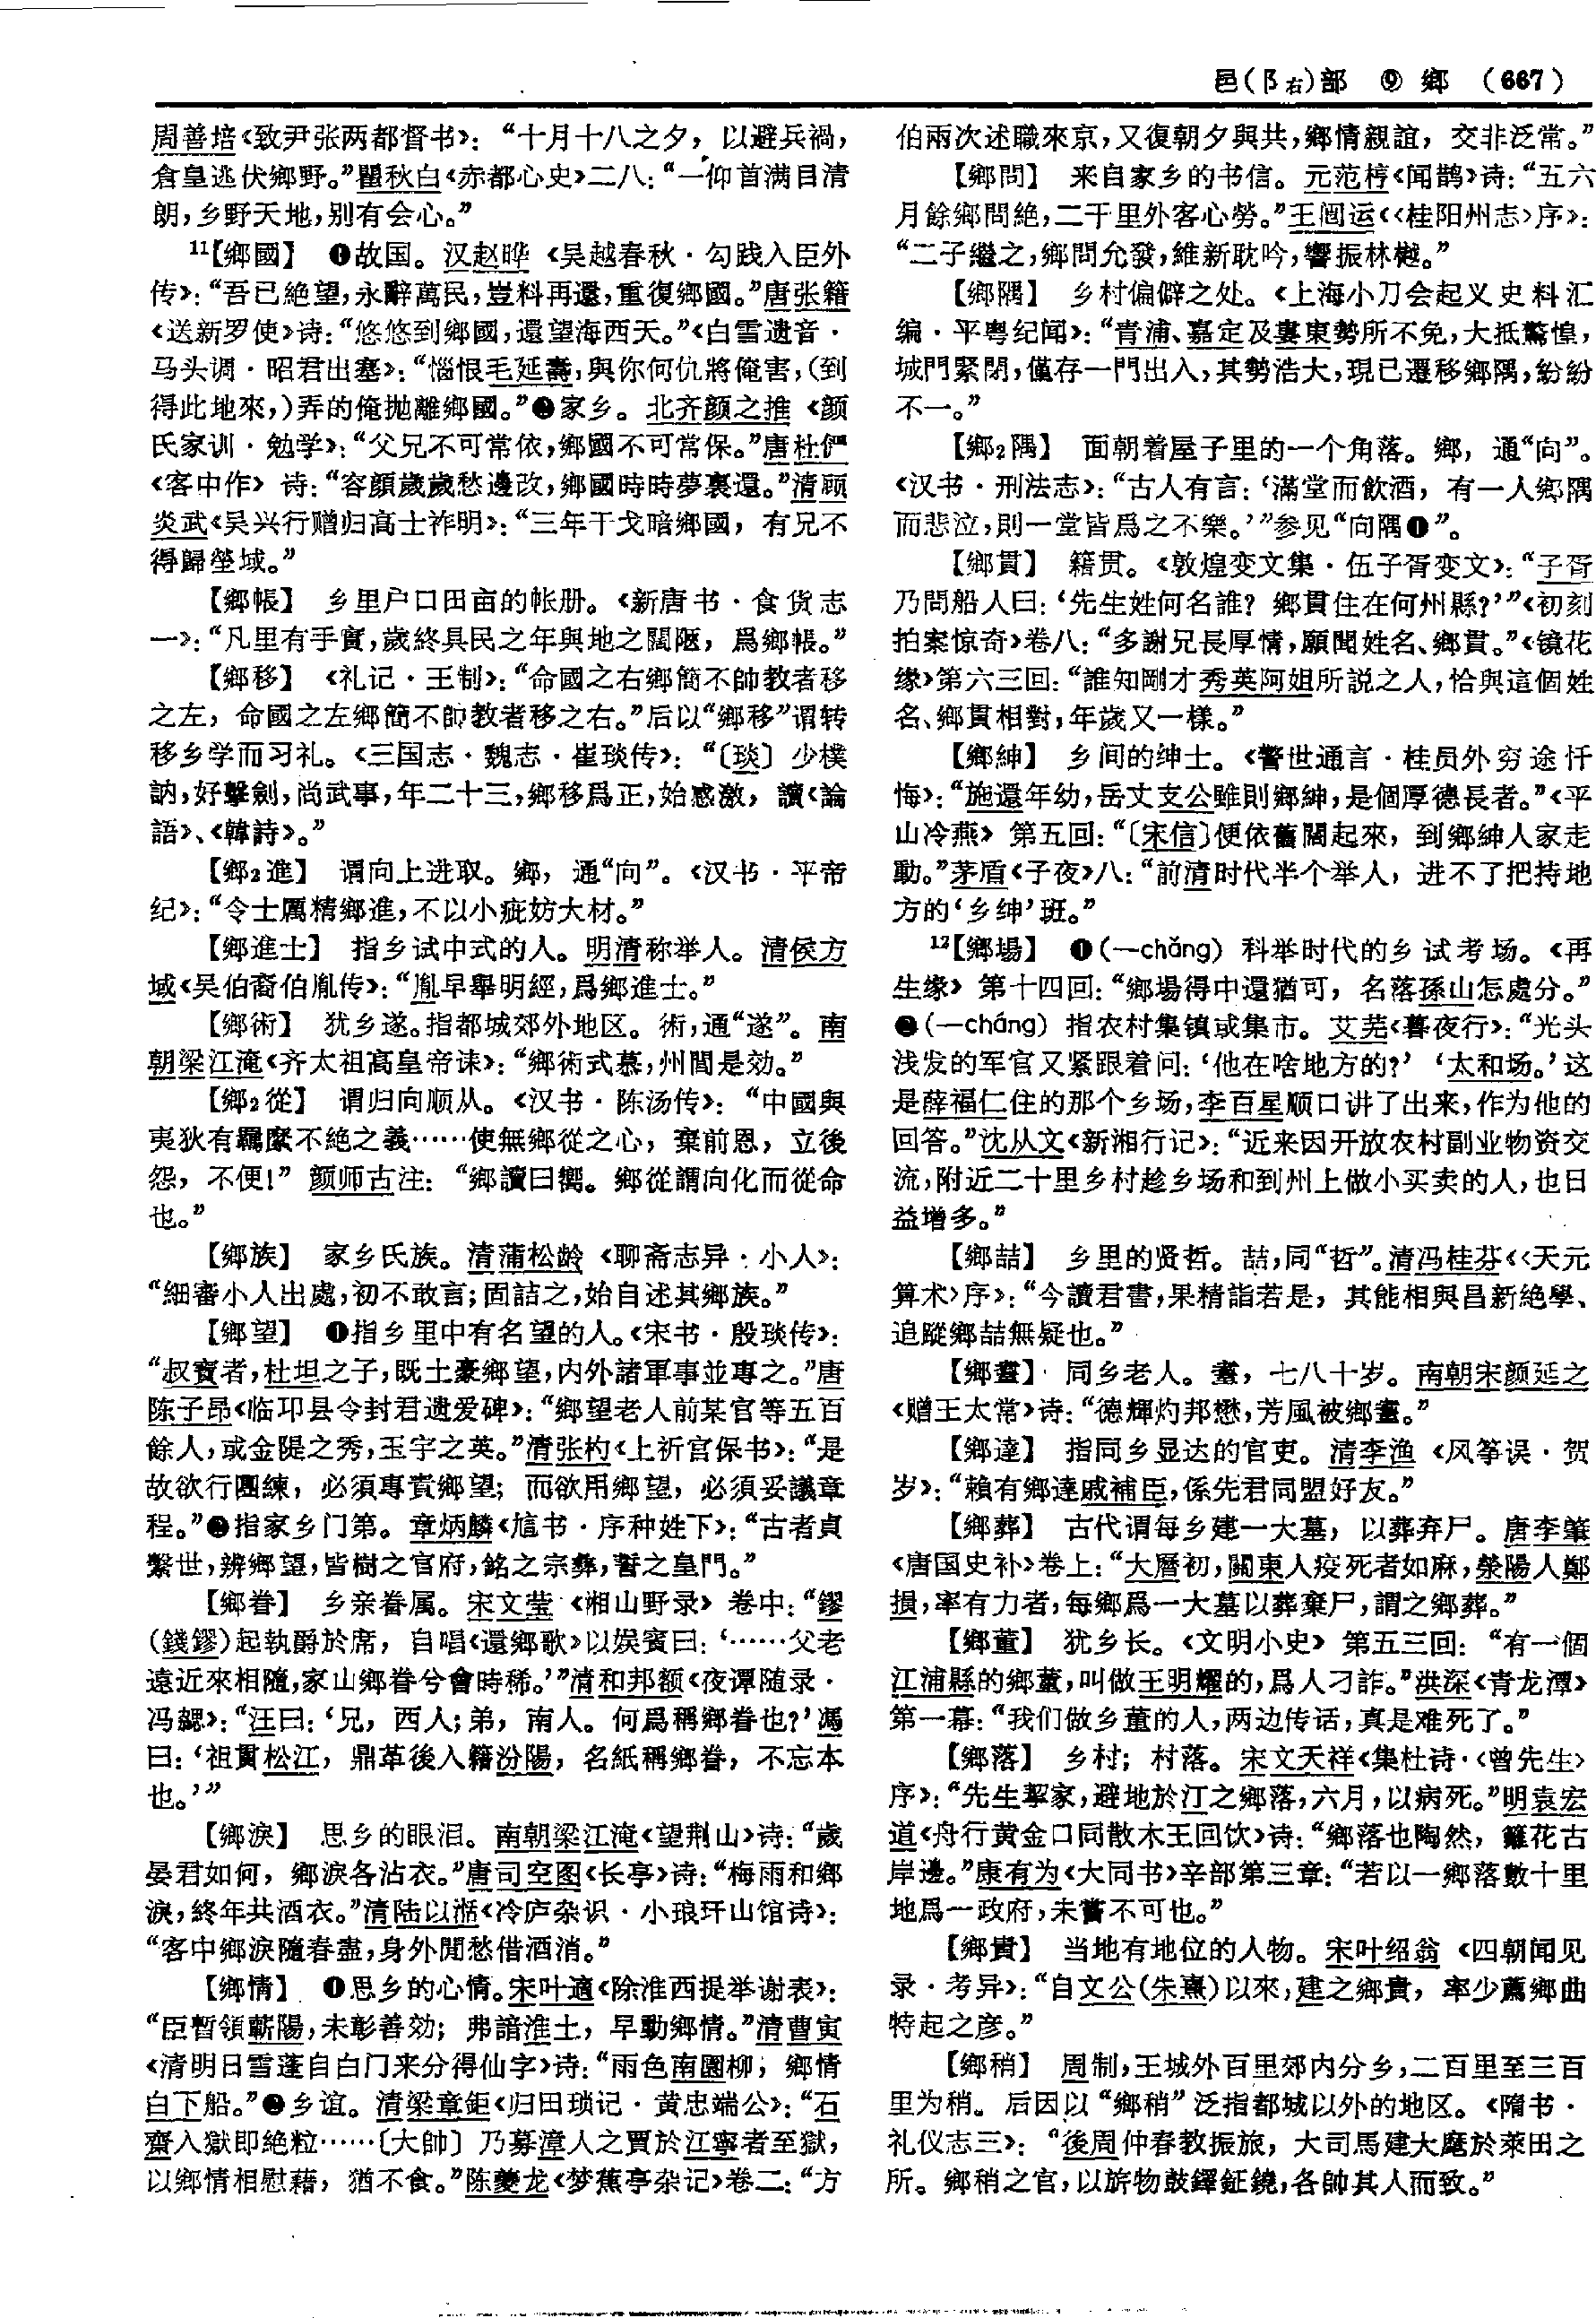 邑(阝右)部 ⑨ 鄉 (667)
周善培《致尹张两都督书》：“十月十八之夕，以避兵禍，
倉皇逃伏鄉野。”瞿秋白《赤都心史》二八：“一仰首满目清
朗，乡野天地，别有会心。”
11【鄉國】 ❶故国。汉赵晔《吴越春秋·勾践入臣外
传》：“吾已絶望，永辭萬民，豈料再還，重復鄉國。”唐张籍
《送新罗使》诗：“悠悠到鄉國，還望海西天。”《白雪遗音·
马头调·昭君出塞》：“惱恨毛延壽，與你何仇將俺害，(到
得此地來，)弄的俺抛離鄉國。”❷家乡。北齐颜之推《颜
氏家训·勉学》：“父兄不可常依，鄉國不可常保。”唐杜俨
《客中作》诗：“容顔歲歲愁邊改，鄉國時時夢裏還。”清顾
炎武《吴兴行赠归高士祚明》：“三年干戈暗鄉國，有兄不
得歸塋域。”
【鄉帳】 乡里户口田亩的帐册。《新唐书·食货志
一》：“凡里有手實，歲終具民之年與地之闊陿，爲鄉帳。”
【鄉移】 《礼记·王制》：“命國之右鄉簡不帥教者移
之左，命國之左鄉簡不帥教者移之右。”后以“鄉移”谓转
移乡学而习礼。《三国志·魏志·崔琰传》：“〔琰〕少樸
訥，好擊劍，尚武事，年二十三，鄉移爲正，始感激，讀《論
語》、《韓詩》。”
【鄉2進】 谓向上进取。鄉，通“向”。《汉书·平帝
纪》：“令士厲精鄉進，不以小疵妨大材。”
【鄉進士】 指乡试中式的人。明清称举人。清侯方
域《吴伯裔伯胤传》：“胤早舉明經，爲鄉進士。”
【鄉術】 犹乡遂。指都城郊外地区。術，通“遂”。南
朝梁江淹《齐太祖高皇帝诔》：“鄉術式慕，州閭是効。”
【鄉2從】 谓归向顺从。《汉书·陈汤传》：“中國與
夷狄有羈縻不絶之義……使無鄉從之心，棄前恩，立後
怨，不便！”颜师古注：“鄉讀曰嚮。鄉從謂向化而從命
也。”
【鄉族】 家乡氏族。清蒲松龄《聊斋志异·小人》：
“細審小人出處，初不敢言；固詰之，始自述其鄉族。”
【鄉望】 ❶指乡里中有名望的人。《宋书·殷琰传》：
“叔寶者，杜坦之子，既土豪鄉望，内外諸軍事並專之。”唐
陈子昂《临邛县令封君遗爱碑》：“鄉望老人前某官等五百
餘人，或金隄之秀，玉宇之英。”清张杓《上祈宫保书》：“是
故欲行團練，必須專責鄉望；而欲用鄉望，必須妥議章
程。”❷指家乡门第。章炳麟《訄书·序种姓下》：“古者貞
繫世，辨鄉望，皆樹之官府，銘之宗彝，誓之皇門。”
【鄉眷】 乡亲眷属。宋文莹《湘山野录》卷中：“鏐
(錢鏐)起執爵於席，自唱《還鄉歌》以娱賓曰：‘……父老
遠近來相隨，家山鄉眷兮會時稀。’”清和邦额《夜谭随录·
冯勰》：“汪曰：‘兄，西人；弟，南人。何爲稱鄉眷也？’馮
曰：‘祖貫松江，鼎革後入籍汾陽，名紙稱鄉眷，不忘本
也。’”
【鄉淚】 思乡的眼泪。南朝梁江淹《望荆山》诗：“歲
晏君如何，鄉淚各沾衣。”唐司空图《长亭》诗：“梅雨和鄉
淚，終年共洒衣。”清陆以湉《冷庐杂识·小琅玕山馆诗》：
“客中鄉淚隨春盡，身外閒愁借酒消。”
【鄉情】 ❶思乡的心情。宋叶適《除淮西提举谢表》：
“臣暫領蘄陽，未彰善効；弗諳淮土，早動鄉情。”清曹寅
《清明日雪蓬自白门来分得仙字》诗：“雨色南園柳，鄉情
白下船。”❷乡谊。清梁章鉅《归田琐记·黄忠端公》：“石
齋入獄即絶粒……〔大帥〕乃募漳人之賈於江寧者至獄，
以鄉情相慰藉，猶不食。”陈夔龙《梦蕉亭杂记》卷二：“方
伯兩次述職來京，又復朝夕與共，鄉情親誼，交非泛常。”
【鄉問】 来自家乡的书信。元范梈《闻鹊》诗：“五六
月餘鄉問絶，二千里外客心勞。”王闿运《〈桂阳州志〉序》：
“二子繼之，鄉問允發，維新耽吟，響振林樾。”
【鄉隅】 乡村偏僻之处。《上海小刀会起义史料汇
编·平粤纪闻》：“青浦、嘉定及婁東勢所不免，大抵驚惶，
城門緊閉，僅存一門出入，其勢浩大，現已遷移鄉隅，紛紛
不一。”
【鄉2隅】 面朝着屋子里的一个角落。鄉，通“向”。
《汉书·刑法志》：“古人有言：‘滿堂而飲酒，有一人鄉隅
而悲泣，則一堂皆爲之不樂。’”参见“向隅❶”。
【鄉貫】 籍贯。《敦煌变文集·伍子胥变文》：“子胥
乃問船人曰：‘先生姓何名誰？鄉貫住在何州縣？’”《初刻
拍案惊奇》卷八：“多謝兄長厚情，願聞姓名、鄉貫。”《镜花
缘》第六三回：“誰知剛才秀英阿姐所説之人，恰與這個姓
名、鄉貫相對，年歲又一樣。”
【鄉紳】 乡间的绅士。《警世通言·桂员外穷途忏
悔》：“施還年幼，岳丈支公雖則鄉紳，是個厚德長者。”《平
山冷燕》第五回：“〔宋信〕便依舊闊起來，到鄉紳人家走
動。”茅盾《子夜》八：“前清时代半个举人，进不了把持地
方的‘乡绅’班。”
12【鄉場】 ❶(—chǎng) 科举时代的乡试考场。《再
生缘》第十四回：“鄉場得中還猶可，名落孫山怎處分。”
❷(—cháng) 指农村集镇或集市。艾芜《暮夜行》：“光头
浅发的军官又紧跟着问：‘他在啥地方的？’‘太和场。’这
是薛福仁住的那个乡场，李百星顺口讲了出来，作为他的
回答。”沈从文《新湘行记》：“近来因开放农村副业物资交
流，附近二十里乡村趁乡场和到州上做小买卖的人，也日
益增多。”
【鄉喆】 乡里的贤哲。喆，同“哲”。清冯桂芬《〈天元
算术〉序》：“今讀君書，果精詣若是，其能相與昌新絶學、
追蹤鄉喆無疑也。”
【鄉耋】 同乡老人。耋，七八十岁。南朝宋颜延之
《赠王太常》诗：“德輝灼邦懋，芳風被鄉耋。”
【鄉達】 指同乡显达的官吏。清李渔《风筝误·贺
岁》：“賴有鄉達戚補臣，係先君同盟好友。”
【鄉葬】 古代谓每乡建一大墓，以葬弃尸。唐李肇
《唐国史补》卷上：“大曆初，關東人疫死者如麻，滎陽人鄭
損，率有力者，每鄉爲一大墓以葬棄尸，謂之鄉葬。”
【鄉董】 犹乡长。《文明小史》第五三回：“有一個
江浦縣的鄉董，叫做王明耀的，爲人刁詐。”洪深《青龙潭》
第一幕：“我们做乡董的人，两边传话，真是难死了。”
【鄉落】 乡村；村落。宋文天祥《集杜诗·〈曾先生〉
序》：“先生挈家，避地於汀之鄉落，六月，以病死。”明袁宏
道《舟行黄金口同散木王回饮》诗：“鄉落也陶然，籬花古
岸邊。”康有为《大同书》辛部第三章：“若以一鄉落數十里
地爲一政府，未嘗不可也。”
【鄉貴】 当地有地位的人物。宋叶绍翁《四朝闻见
录·考异》：“自文公(朱熹)以來，建之鄉貴，率少薦鄉曲
特起之彦。”
【鄉稍】 周制，王城外百里郊内分乡，二百里至三百
里为稍。后因以“鄉稍”泛指都城以外的地区。《隋书·
礼仪志三》：“後周仲春教振旅，大司馬建大麾於萊田之
所。鄉稍之官，以旂物鼓鐸鉦鐃，各帥其人而致。”